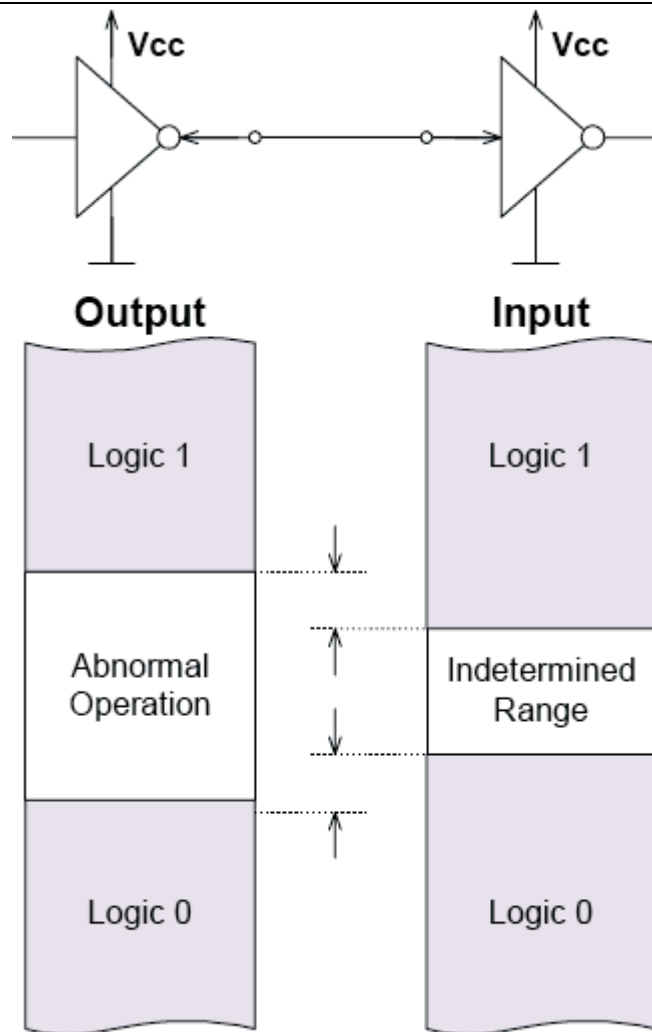 Vcc
Vcc
Output
Input
Logic 1
Logic 1
Abnormal
Operation
Indetermined
Range
Logic 0
Logic 0